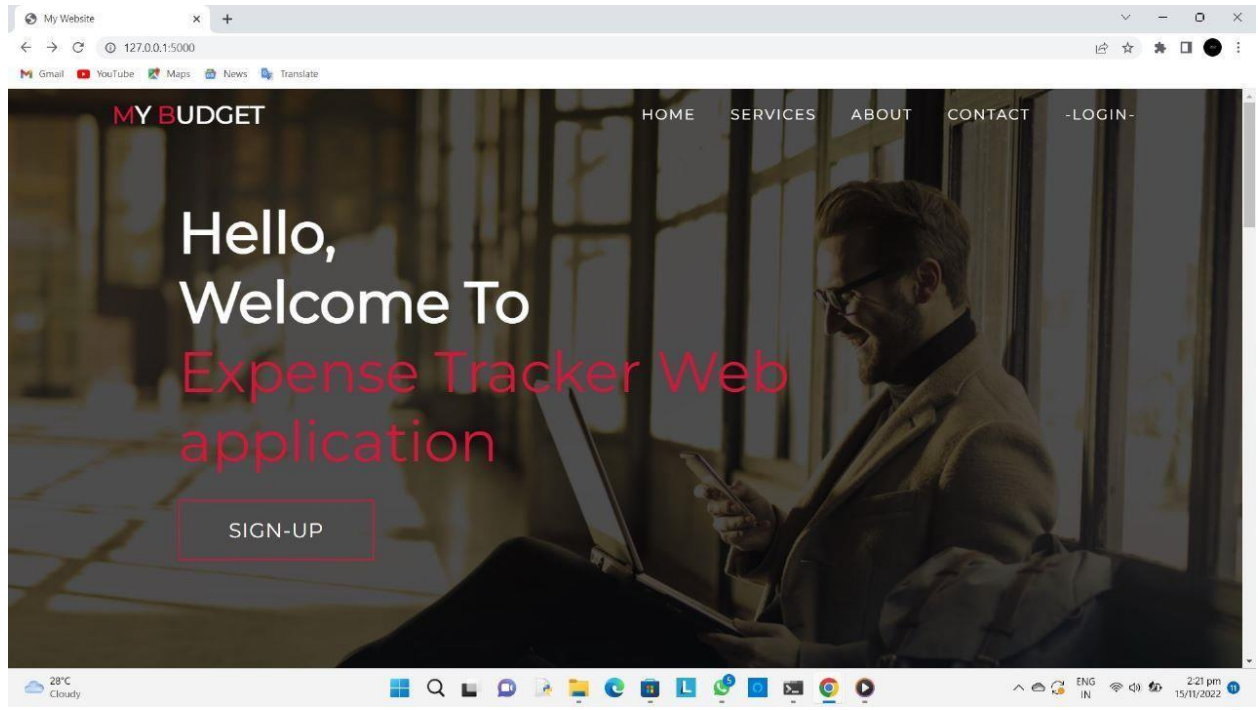 My Website
127.0.0.1:5000
Gmail YouTube Maps News Translate
MY BUDGET HOME SERVICES ABOUT CONTACT -LOGIN-
Hello,
Welcome To
Expense Tracker Web
application
SIGN-UP
28°C
Cloudy
L
5
ENG
IN
2:21 pm
15/11/2022
11